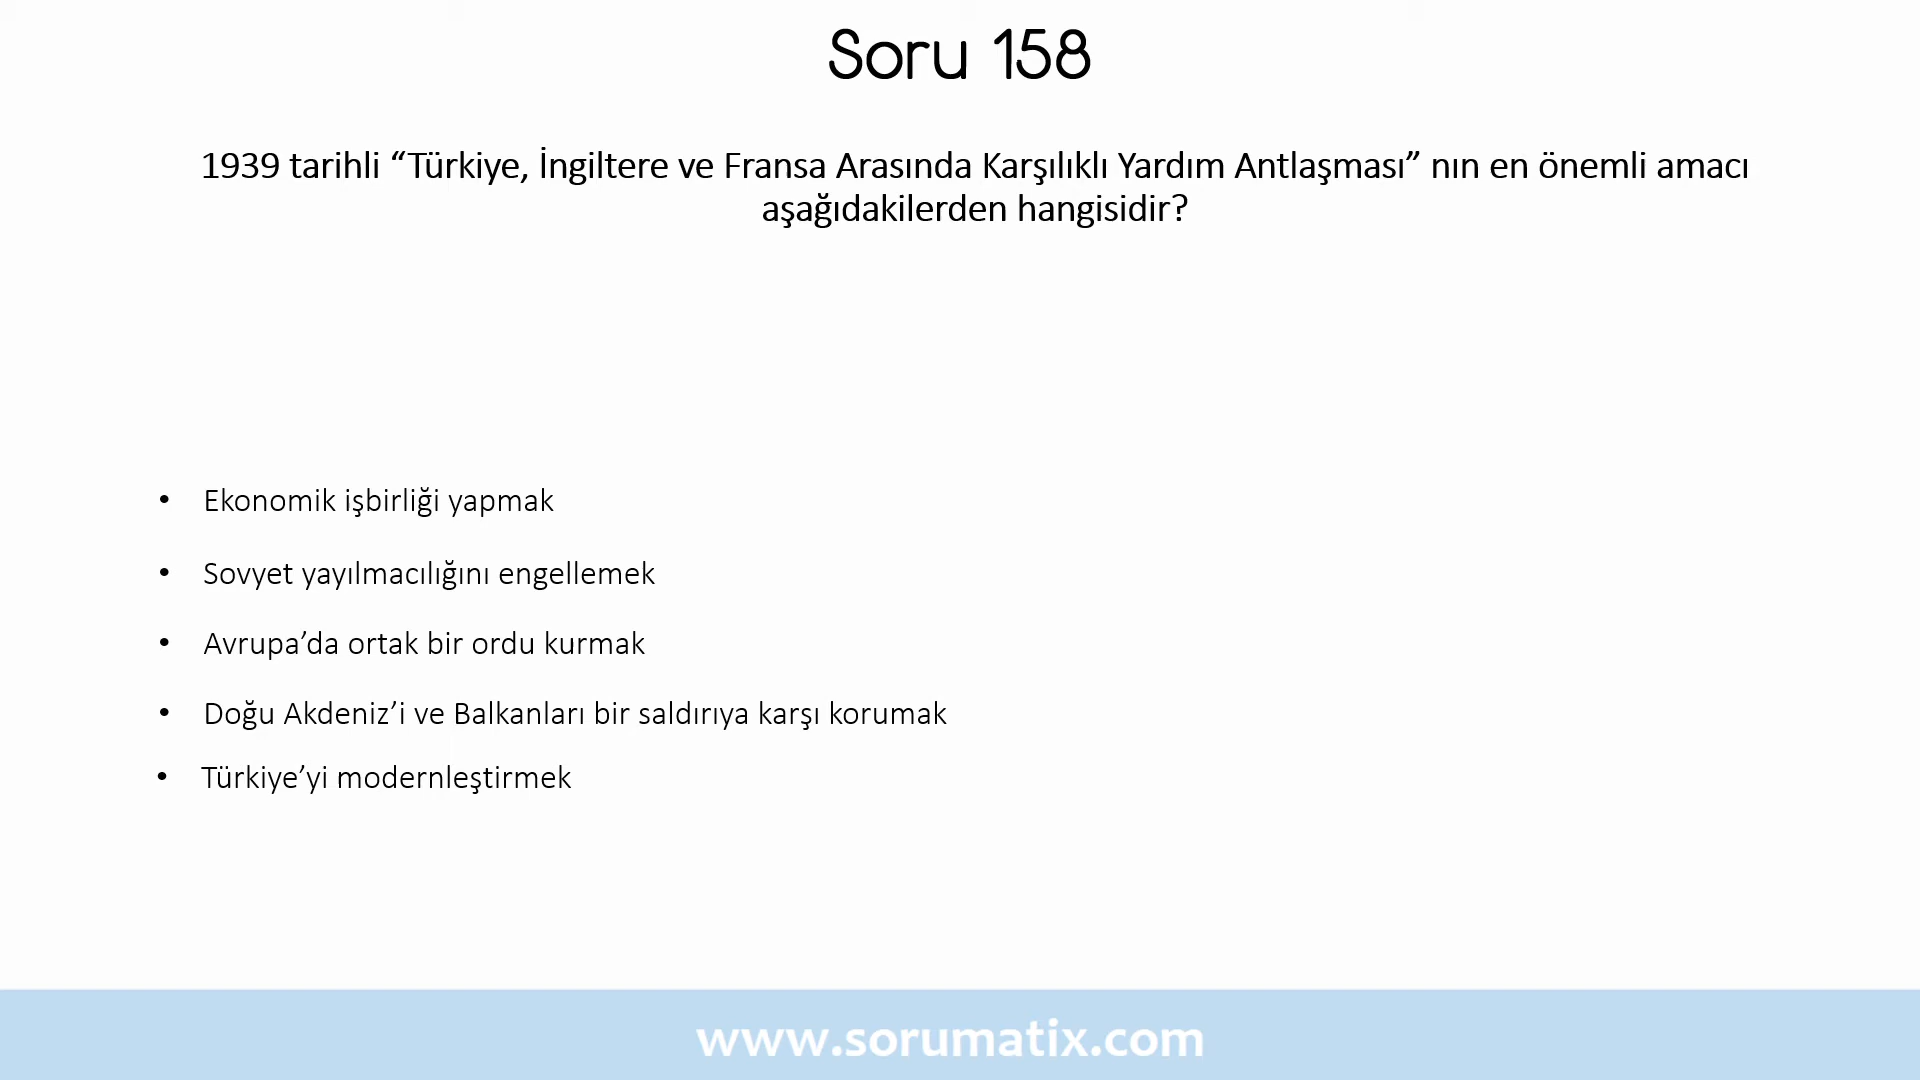 Soru 158
1939 tarihli “Türkiye, İngiltere ve Fransa Arasında Karşılıklı Yardım Antlaşması” nın en önemli amacı
aşağıdakilerden hangisidir?
• Ekonomik işbirliği yapmak
• Sovyet yayılmacılığını engellemek
• Avrupa’da ortak bir ordu kurmak
• Doğu Akdeniz’i ve Balkanları bir saldırıya karşı korumak
• Türkiye’yi modernleştirmek
www.sorumatix.com